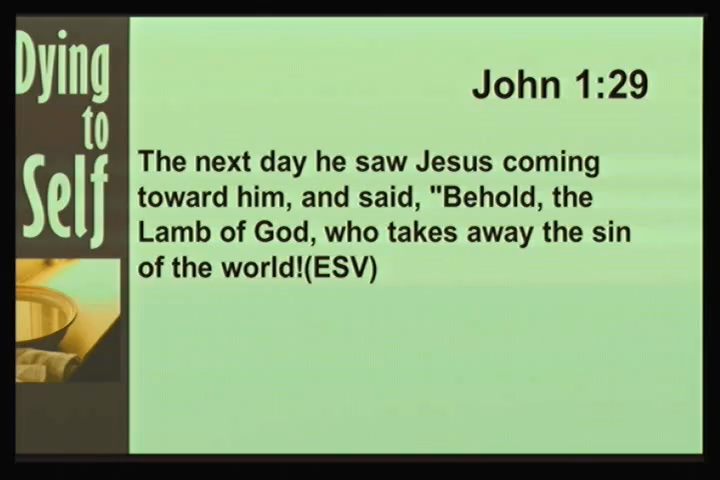 Dying
to
Self
John 1:29
The next day he saw Jesus coming
toward him, and said, "Behold, the
Lamb of God, who takes away the sin
of the world!(ESV)